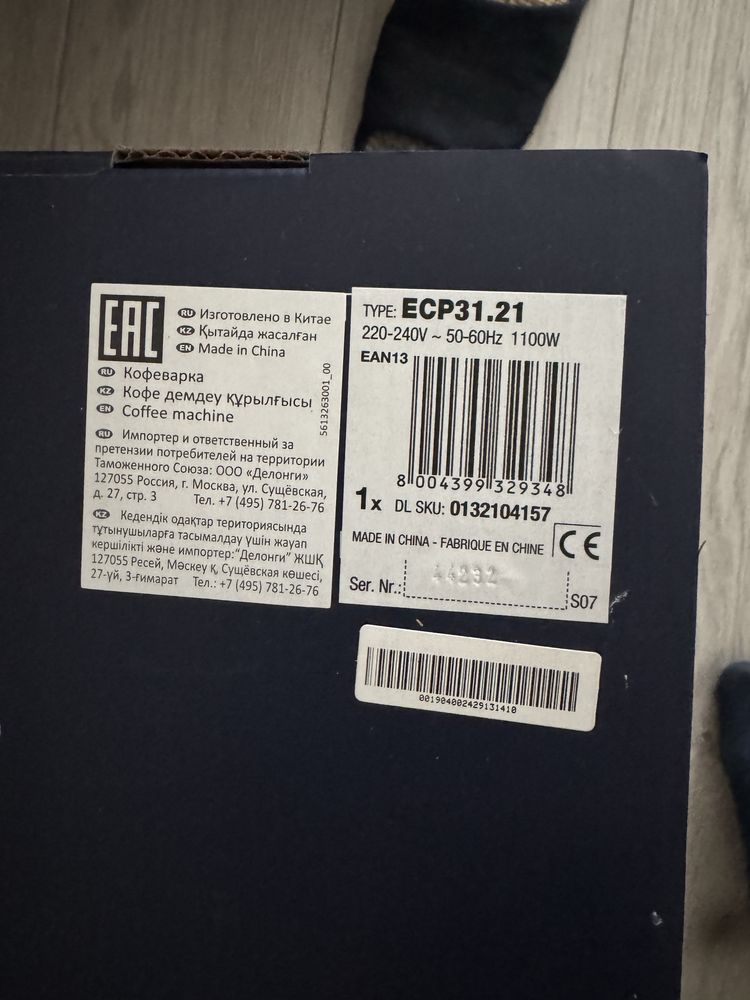 EAC
RU Изготовлено в Китае
KZ Қытайда жасалған
EN Made in China
RU Кофеварка
KZ Кофе демдеу құрылғысы
EN Coffee machine
5613263001_00
RU Импортер и ответственный за
претензии потребителей на территории
Таможенного Союза: ООО «Делонги»
127055 Россия, г. Москва, ул. Сущёвская,
д. 27, стр. 3 Тел. +7 (495) 781-26-76
KZ Кедендік одақтар териториясында
тұтынушыларға тасымалдау үшін жауап
кершілікті және импортер:"Делонги" ЖШҚ
127055 Ресей, Мәскеу қ, Сущёвская көшесі,
27-үй, 3-ғимарат Тел.: +7 (495) 781-26-76
TYPE: ECP31.21
220-240V ~ 50-60Hz 1100W
EAN13
8 004399 329348
1x DL SKU: 0132104157
MADE IN CHINA - FABRIQUE EN CHINE CE
Ser. Nr.: 44232 S07
001904002429131410